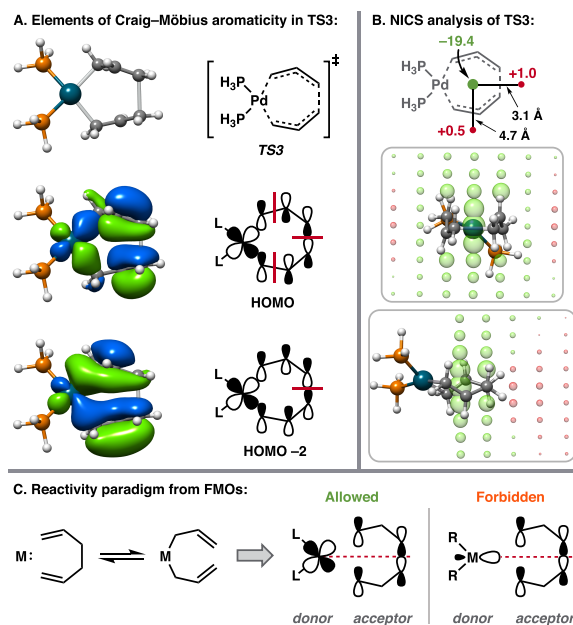 A. Elements of Craig–Möbius aromaticity in TS3:
H3P
H3P
Pd
‡
TS3
L
L
HOMO
L
L
HOMO –2
B. NICS analysis of TS3:
–19.4
H3P
Pd
H3P
+1.0
3.1 Å
+0.5
4.7 Å
C. Reactivity paradigm from FMOs:
Allowed
Forbidden
M:
M
L
L
R
M
R
donor
acceptor
donor
acceptor